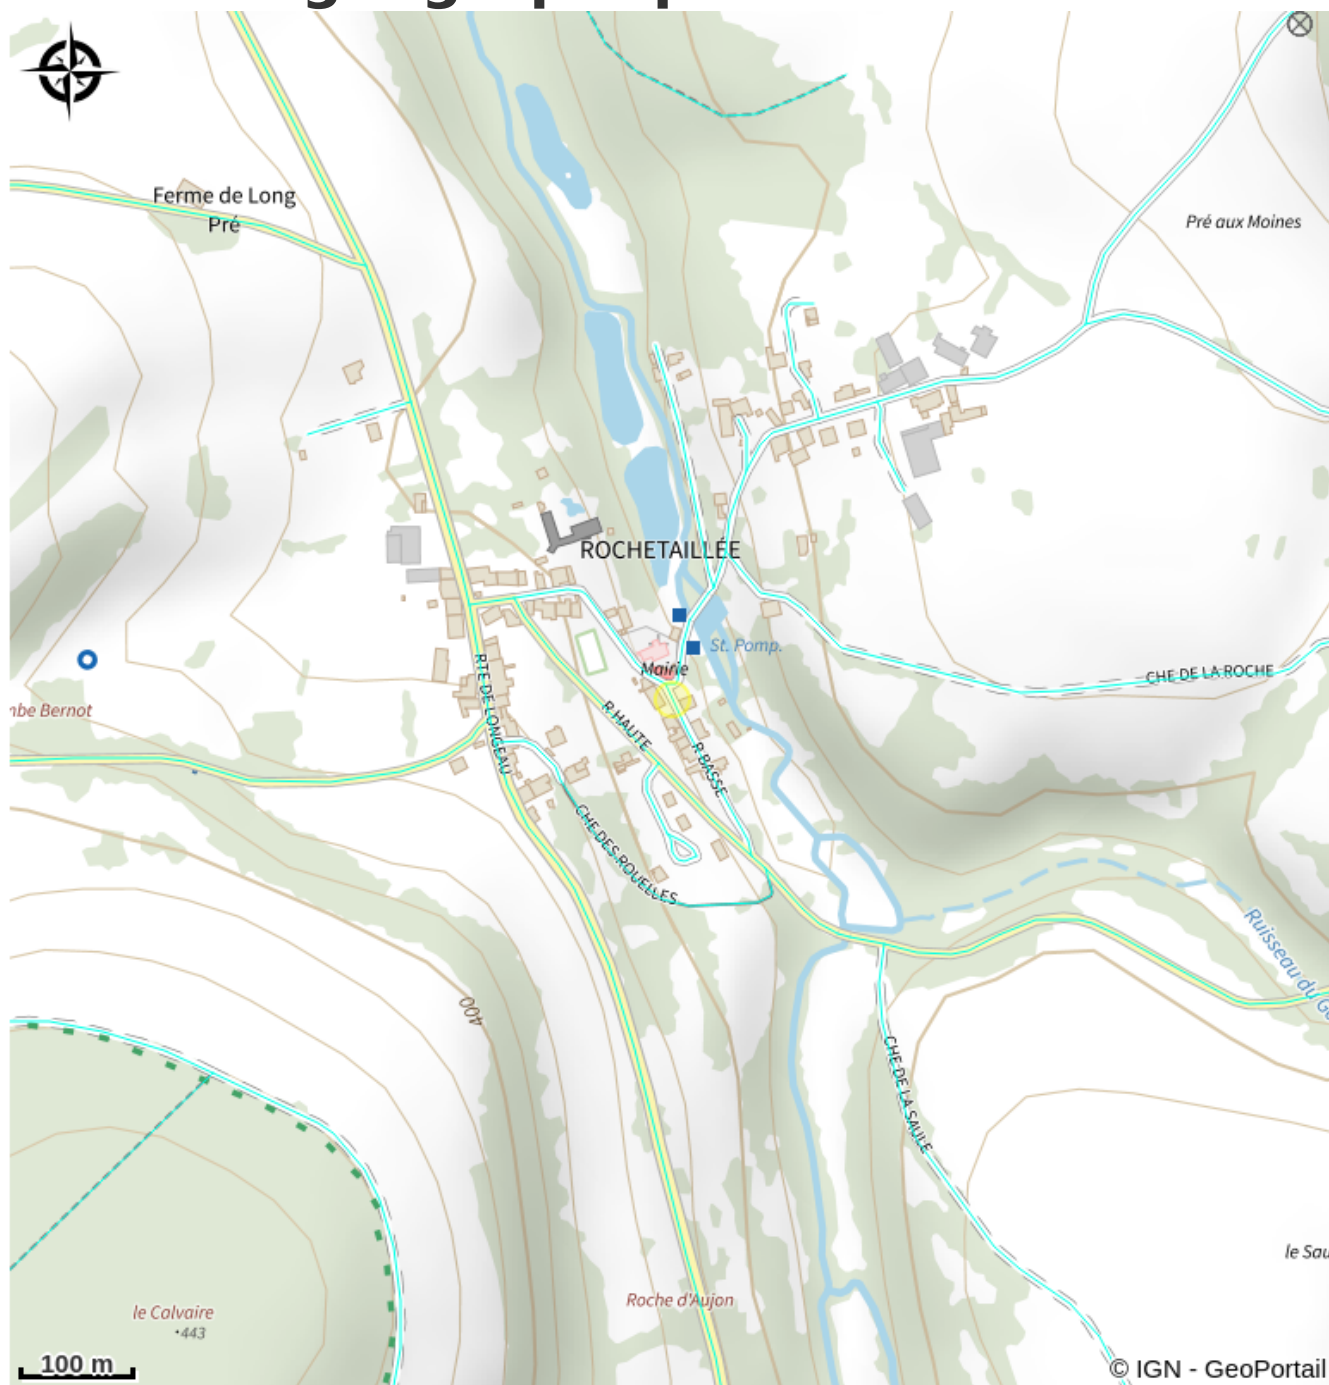 Ferme de Long
Pré
Pré aux Moines
ROCHETAILLÉE
St. Pomp.
Mairie
RTE DE LONGEAU
CHE DE LA ROCHE
mbe Bernot
R HAUTE
R BASSE
CHE DES ROUELLES
Ruisseau du G
400
CHE DE LA SAULE
le Sau
Roche d'Aujon
le Calvaire
443
100 m
© IGN - GeoPortail